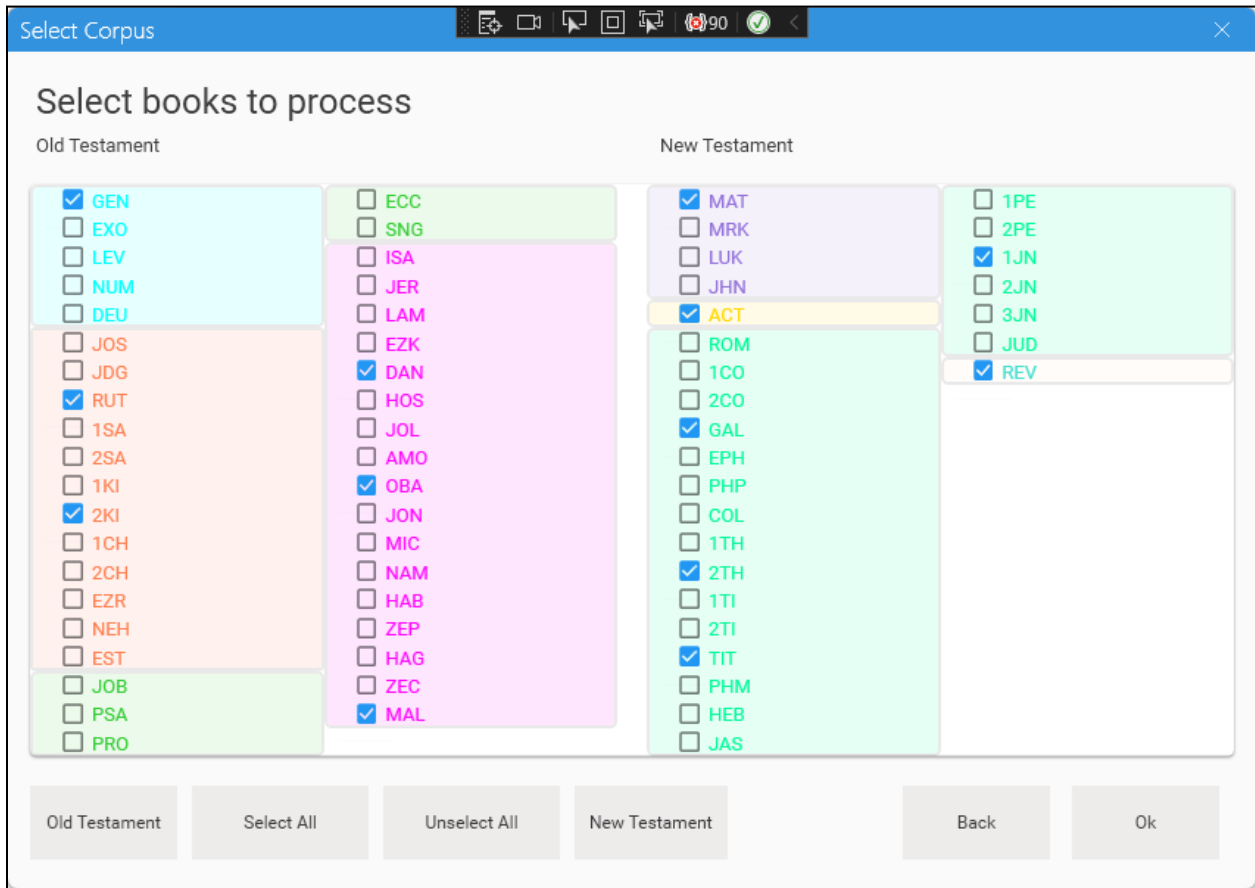 Select Corpus
90
Select books to process
Old Testament
New Testament
GEN
EXO
LEV
NUM
DEU
JOS
JDG
RUT
1SA
2SA
1KI
2KI
1CH
2CH
EZR
NEH
EST
JOB
PSA
PRO
ECC
SNG
ISA
JER
LAM
EZK
DAN
HOS
JOL
AMO
OBA
JON
MIC
NAM
HAB
ZEP
HAG
ZEC
MAL
MAT
MRK
LUK
JHN
ACT
ROM
1CO
2CO
GAL
EPH
PHP
COL
1TH
2TH
1TI
2TI
TIT
PHM
HEB
JAS
1PE
2PE
1JN
2JN
3JN
JUD
REV
Old Testament
Select All
Unselect All
New Testament
Back
Ok